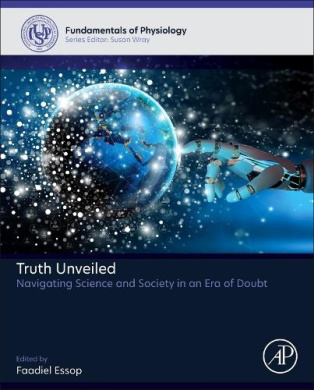 Fundamentals of Physiology
Series Editor: Susan Wray
Truth Unveiled
Navigating Science and Society in an Era of Doubt
Edited by
Faadiel Essop
AP